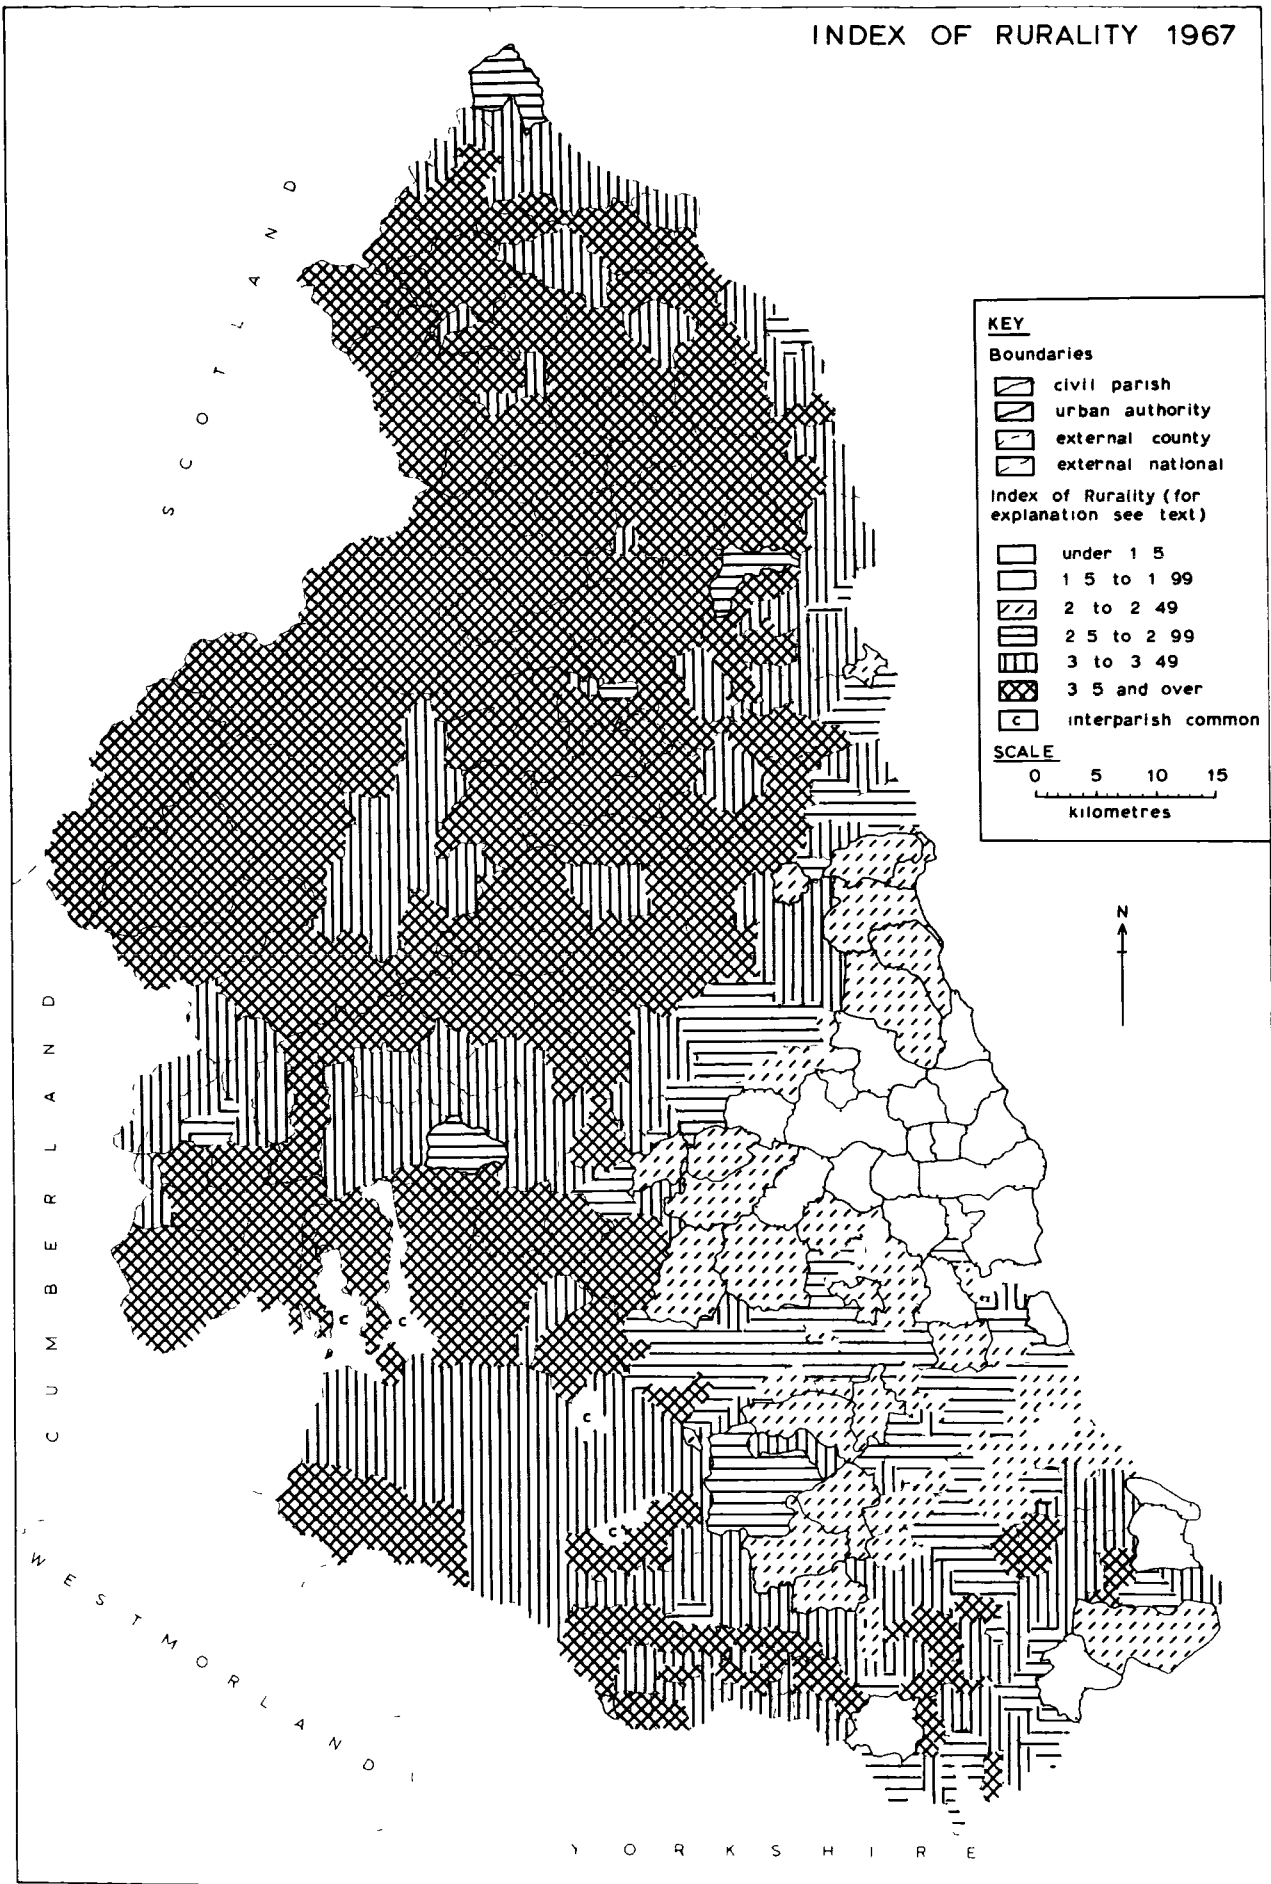 INDEX OF RURALITY 1967
SCOTLAND
KEY
Boundaries
civil parish
urban authority
external county
external national
Index of Rurality (for
explanation see text)
under 1 5
1 5 to 1 99
2 to 2 49
2 5 to 2 99
3 to 3 49
3 5 and over
c interparish common
SCALE
0 5 10 15
kilometres
N
CUMBERLAND
c c
c
c
WESTMORLAND
YORKSHIRE